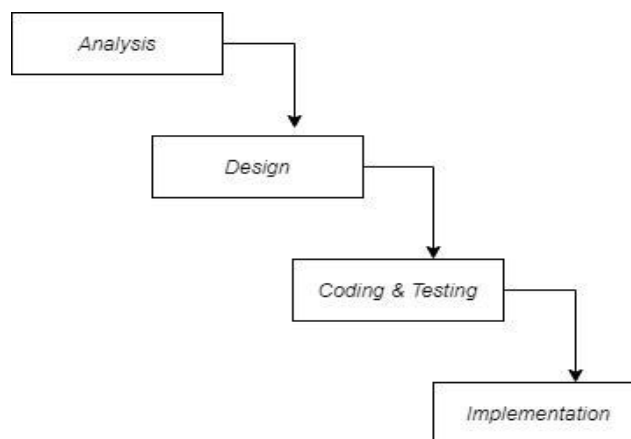 Analysis
Design
Coding & Testing
Implementation